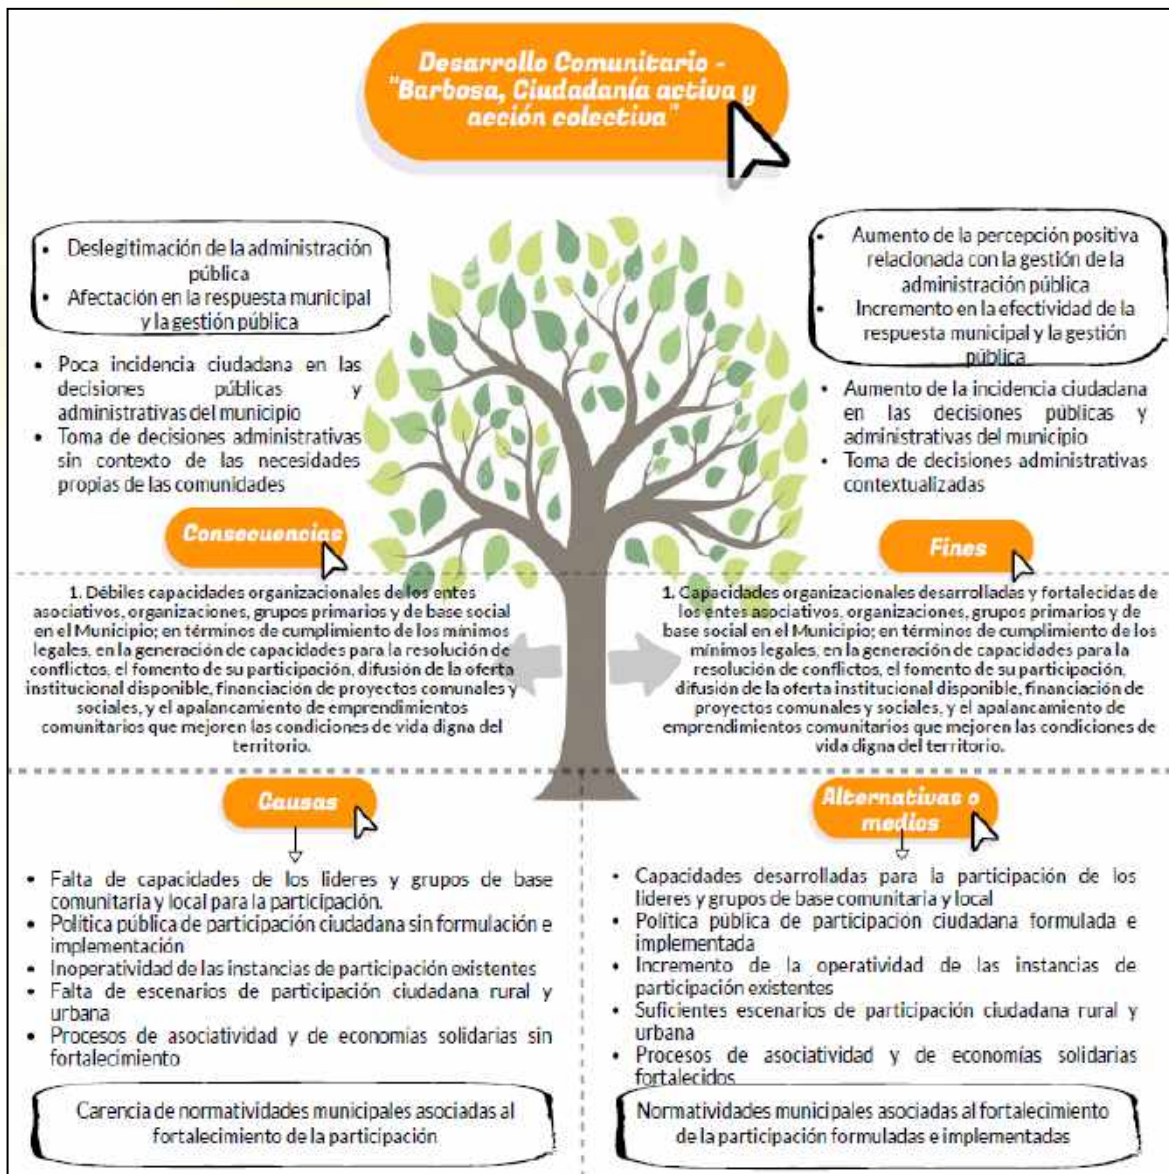 Desarrollo Comunitario -
"Barbosa, Ciudadanía activa y
acción colectiva"
• Deslegitimación de la administración
pública
• Afectación en la respuesta municipal
y la gestión pública
• Poca incidencia ciudadana en las
decisiones públicas y
administrativas del municipio
• Toma de decisiones administrativas
sin contexto de las necesidades
propias de las comunidades
Consecuencias
• Aumento de la percepción positiva
relacionada con la gestión de la
administración pública
• Incremento en la efectividad de la
respuesta municipal y la gestión
pública
• Aumento de la incidencia ciudadana
en las decisiones públicas y
administrativas del municipio
• Toma de decisiones administrativas
contextualizadas
Fines
1. Débiles capacidades organizacionales de los entes
asociativos, organizaciones, grupos primarios y de base social
en el Municipio; en términos de cumplimiento de los mínimos
legales, en la generación de capacidades para la resolución de
conflictos, el fomento de su participación, difusión de la oferta
institucional disponible, financiación de proyectos comunales y
sociales, y el apalancamiento de emprendimientos
comunitarios que mejoren las condiciones de vida digna del
territorio.
1. Capacidades organizacionales desarrolladas y fortalecidas de
los entes asociativos, organizaciones, grupos primarios y de
base social en el Municipio; en términos de cumplimiento de los
mínimos legales, en la generación de capacidades para la
resolución de conflictos, el fomento de su participación,
difusión de la oferta institucional disponible, financiación de
proyectos comunales y sociales, y el apalancamiento de
emprendimientos comunitarios que mejoren las condiciones de
vida digna del territorio.
Causas
• Falta de capacidades de los lideres y grupos de base
comunitaria y local para la participación.
• Política pública de participación ciudadana sin formulación e
implementación
• Inoperatividad de las instancias de participación existentes
• Falta de escenarios de participación ciudadana rural y
urbana
• Procesos de asociatividad y de economías solidarias sin
fortalecimiento
Carencia de normatividades municipales asociadas al
fortalecimiento de la participación
Alternativas o
medios
• Capacidades desarrolladas para la participación de los
lideres y grupos de base comunitaria y local
• Política pública de participación ciudadana formulada e
implementada
• Incremento de la operatividad de las instancias de
participación existentes
• Suficientes escenarios de participación ciudadana rural y
urbana
• Procesos de asociatividad y de economías solidarias
fortalecidos
Normatividades municipales asociadas al fortalecimiento
de la participación formuladas e implementadas